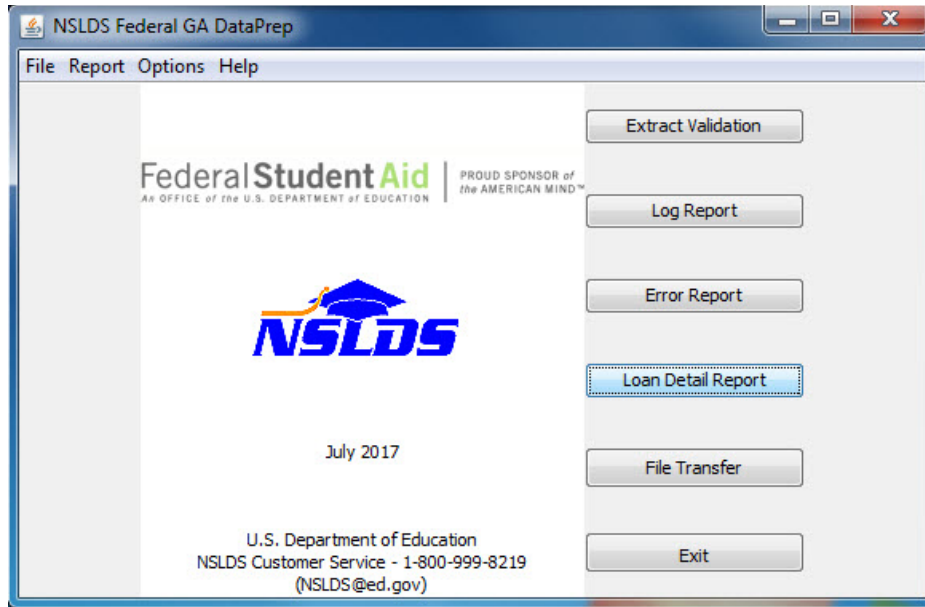 NSLDS Federal GA DataPrep
File Report Options Help
Extract Validation
Federal Student Aid
An OFFICE of the U.S. DEPARTMENT of EDUCATION
PROUD SPONSOR of
the AMERICAN MIND™
Log Report
Error Report
NSLDS
Loan Detail Report
July 2017
File Transfer
U.S. Department of Education
NSLDS Customer Service - 1-800-999-8219
(NSLDS@ed.gov)
Exit